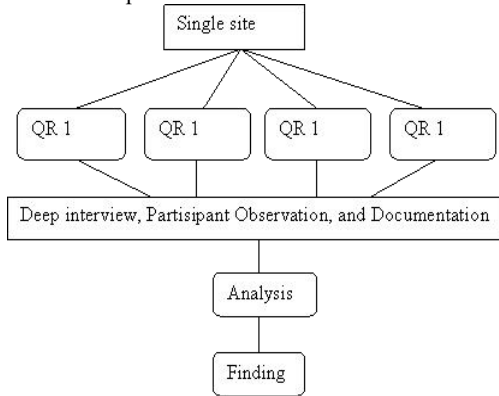 Single site
QR 1 QR 1 QR 1 QR 1
Deep interview, Partisipant Observation, and Documentation
Analysis
Finding